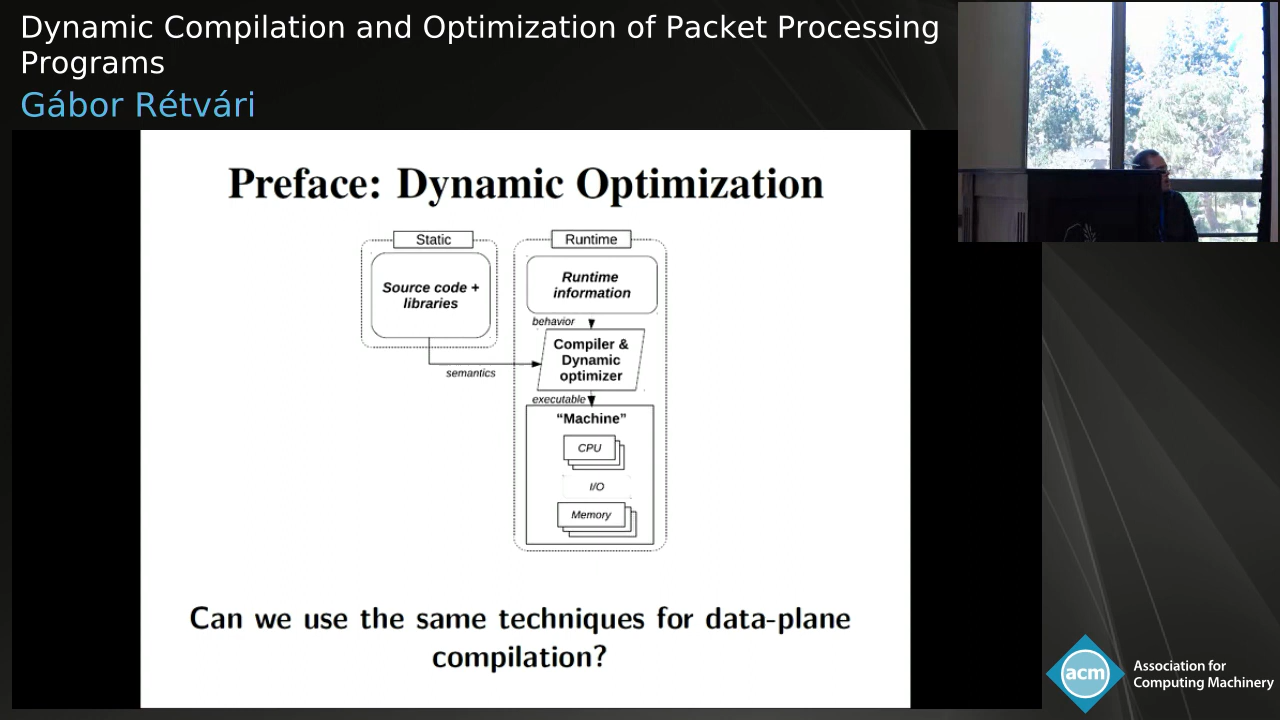 Dynamic Compilation and Optimization of Packet Processing
Programs
Gábor Rétvári
Preface: Dynamic Optimization
Static
Source code +
libraries
semantics
Runtime
Runtime
information
behavior
Compiler &
Dynamic
optimizer
executable
“Machine”
CPU
I/O
Memory
Can we use the same techniques for data-plane
compilation?
acm
Association for
Computing Machinery